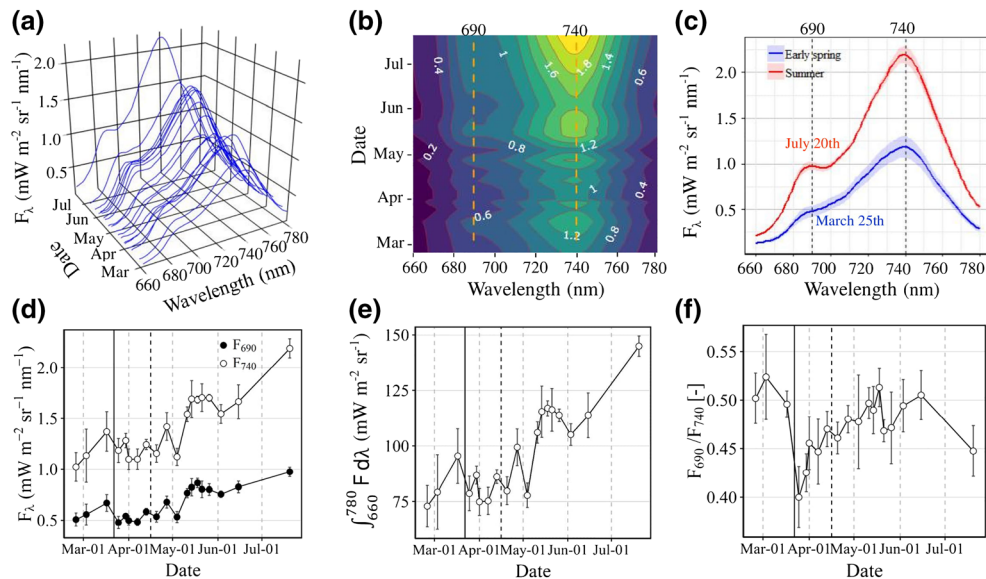 (a)
F_λ (mW m⁻² sr⁻¹ nm⁻¹)
2.0
1.5
1.0
0.5
Jul
Jun
May
Apr
Mar
Date
660
680
700
720
740
760
780
Wavelength (nm)
(b)
690 740
Date
Jul
Jun
May
Apr
Mar
0.4
1
1.6
1.8
1.4
0.6
0.2
0.8
1.2
1
0.4
0.6
1.2
0.8
660 680 700 720 740 760 780
Wavelength (nm)
(c)
690 740
Early spring
Summer
July 20th
March 25th
F_λ (mW m⁻² sr⁻¹ nm⁻¹)
2.0
1.5
1.0
0.5
660 680 700 720 740 760 780
Wavelength (nm)
(d)
F₆₉₀
F₇₄₀
F_λ (mW m⁻² sr⁻¹ nm⁻¹)
2.0
1.5
1.0
0.5
Mar-01 Apr-01 May-01 Jun-01 Jul-01
Date
(e)
∫₆₆₀⁷⁸⁰ F dλ (mW m⁻² sr⁻¹)
150
125
100
75
Mar-01 Apr-01 May-01 Jun-01 Jul-01
Date
(f)
F₆₉₀/F₇₄₀ [-]
0.55
0.50
0.45
0.40
Mar-01 Apr-01 May-01 Jun-01 Jul-01
Date